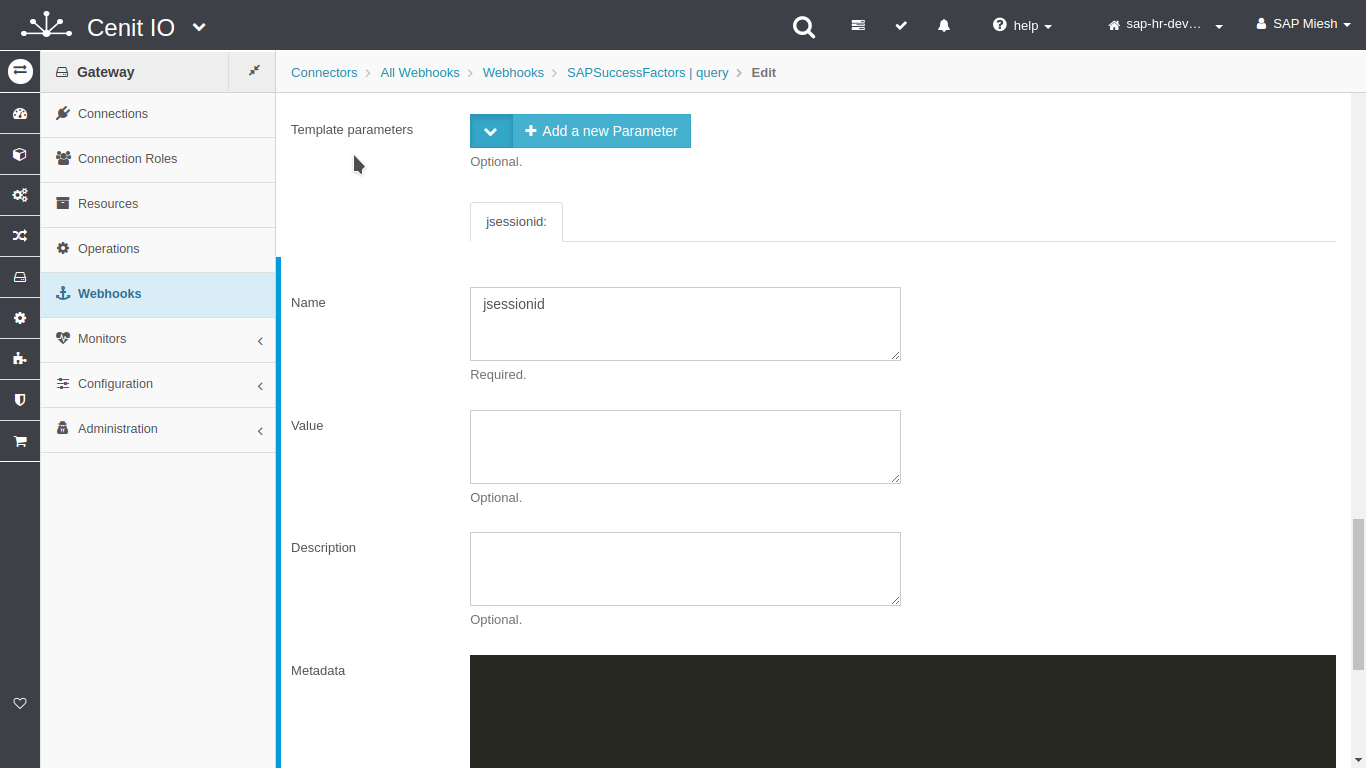 Cenit IO
help
sap-hr-dev…
SAP Miesh
Gateway
Connectors
All Webhooks
Webhooks
SAPSuccessFactors | query
Edit
Connections
Connection Roles
Resources
Operations
Webhooks
Monitors
Configuration
Administration
Template parameters
Add a new Parameter
Optional.
jsessionid:
Name
jsessionid
Required.
Value
Optional.
Description
Optional.
Metadata